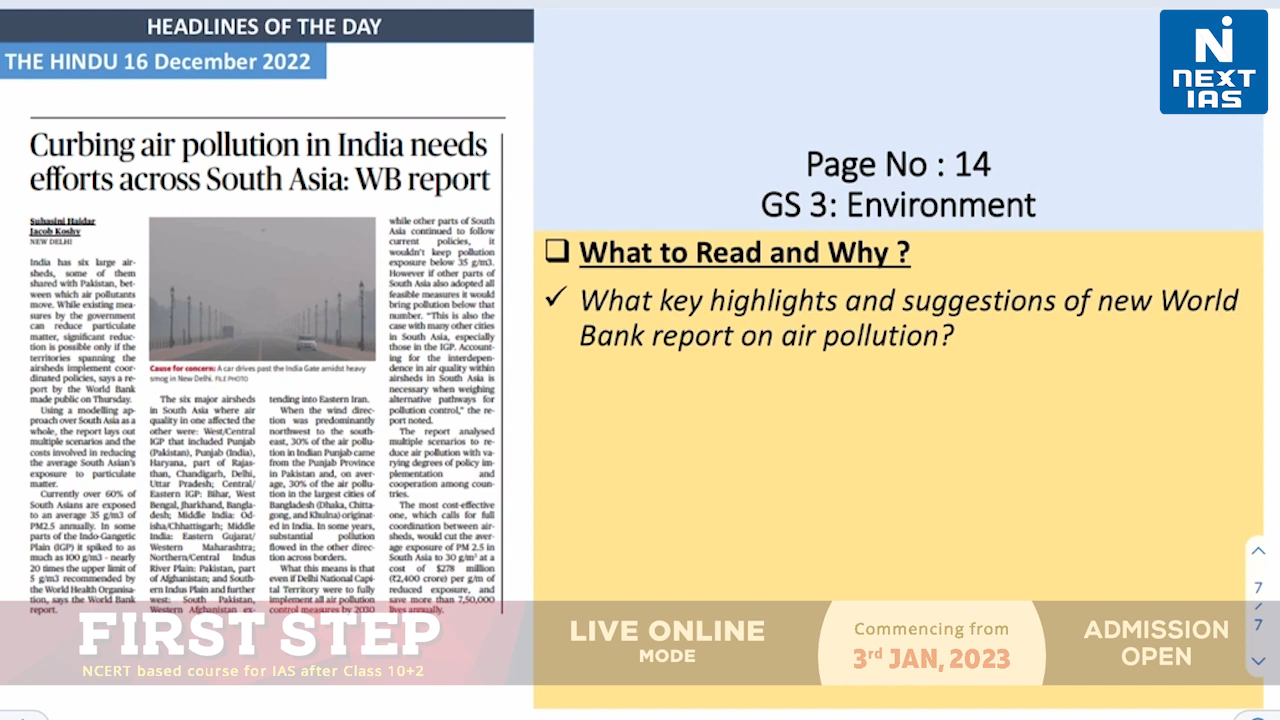 HEADLINES OF THE DAY
THE HINDU 16 December 2022
Curbing air pollution in India needs
efforts across South Asia: WB report
Suhasini Haidar
Jacob Koshy
NEW DELHI
India has six large air-
sheds, some of them
shared with Pakistan, bet-
ween which air pollutants
move. While existing mea-
sures by the government
can reduce particulate
matter, significant reduc-
tion is possible only if the
territories spanning the
airsheds implement coor-
dinated policies, says a re-
port by the World Bank
made public on Thursday.
Using a modelling ap-
proach over South Asia as a
whole, the report lays out
multiple scenarios and the
costs involved in reducing
the average South Asian's
exposure to particulate
matter.
Currently over 60% of
South Asians are exposed
to an average 35 g/m3 of
PM2.5 annually. In some
parts of the Indo-Gangetic
Plain (IGP) it spiked to as
much as 100 g/m3 - nearly
20 times the upper limit of
5 g/m3 recommended by
the World Health Organisa-
tion, says the World Bank
report.
Cause for concern: A car drives past the India Gate amidst heavy
smog in New Delhi. FILE PHOTO
The six major airsheds
in South Asia where air
quality in one affected the
other were: West/Central
IGP that included Punjab
(Pakistan), Punjab (India),
Haryana, part of Rajas-
than, Chandigarh, Delhi,
Uttar Pradesh; Central/
Eastern IGP: Bihar, West
Bengal, Jharkhand, Bangla-
desh; Middle India: Od-
isha/Chhattisgarh; Middle
India: Eastern Gujarat/
Western Maharashtra;
Northern/Central Indus
River Plain: Pakistan, part
of Afghanistan; and South-
ern Indus Plain and further
west: South Pakistan,
Western Afghanistan ex-
tending into Eastern Iran.
When the wind direc-
tion was predominantly
northwest to the south-
east, 30% of the air pollu-
tion in Indian Punjab came
from the Punjab Province
in Pakistan and, on aver-
age, 30% of the air pollu-
tion in the largest cities of
Bangladesh (Dhaka, Chitta-
gong, and Khulna) originat-
ed in India. In some years,
substantial pollution
flowed in the other direc-
tion across borders.
What this means is that
even if Delhi National Capi-
tal Territory were to fully
implement all air pollution
control measures by 2030
while other parts of South
Asia continued to follow
current policies, it
wouldn't keep pollution
exposure below 35 g/m3.
However if other parts of
South Asia also adopted all
feasible measures it would
bring pollution below that
number. "This is also the
case with many other cities
in South Asia, especially
those in the IGP. Account-
ing for the interdepen-
dence in air quality within
airsheds in South Asia is
necessary when weighing
alternative pathways for
pollution control," the re-
port noted.
The report analysed
multiple scenarios to re-
duce air pollution with va-
rying degrees of policy im-
plementation and
cooperation among coun-
tries.
The most cost-effective
one, which calls for full
coordination between air-
sheds, would cut the aver-
age exposure of PM 2.5 in
South Asia to 30 g/m³ at a
cost of $278 million
(₹2,400 crore) per g/m of
reduced exposure, and
save more than 7,50,000
lives annually.
NEXT
IAS
Page No : 14
GS 3: Environment
❑ What to Read and Why ?
✓ What key highlights and suggestions of new World
Bank report on air pollution?
7
/
7
FIRST STEP
NCERT based course for IAS after Class 10+2
LIVE ONLINE
MODE
Commencing from
3rd JAN, 2023
ADMISSION
OPEN